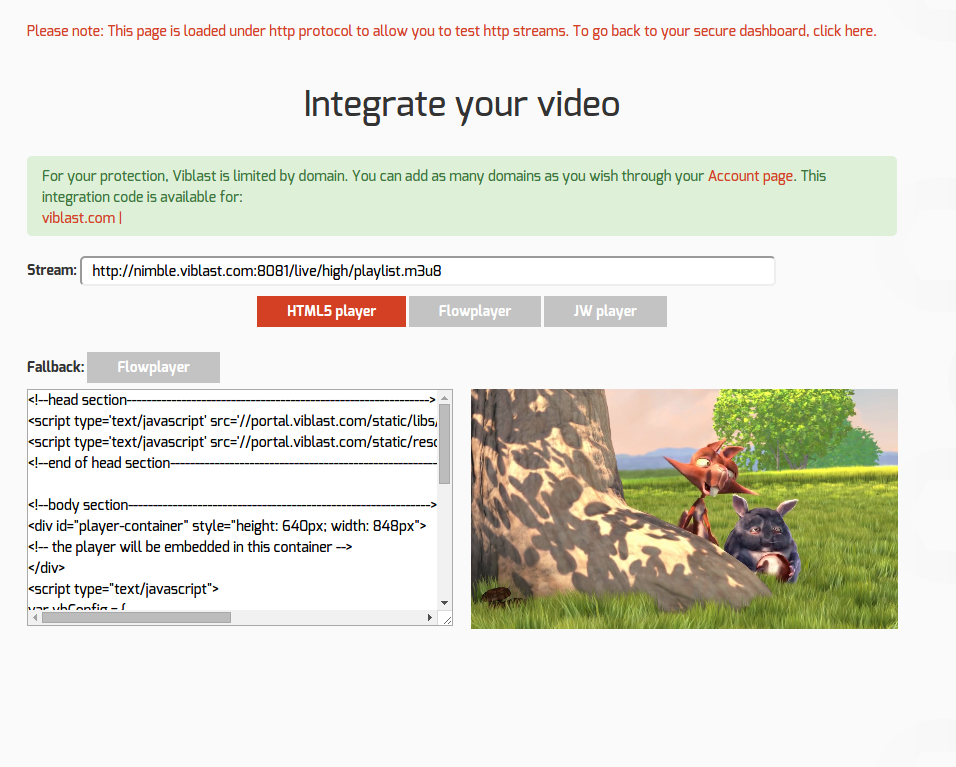 Please note: This page is loaded under http protocol to allow you to test http streams. To go back to your secure dashboard, click here.
Integrate your video
For your protection, Viblast is limited by domain. You can add as many domains as you wish through your Account page. This
integration code is available for:
viblast.com |
Stream: http://nimble.viblast.com:8081/live/high/playlist.m3u8
HTML5 player Flowplayer JW player
Fallback: Flowplayer
<!--head section---------------------------------------------------------------->
<script type='text/javascript' src='//portal.viblast.com/static/libs/
<script type='text/javascript' src='//portal.viblast.com/static/resc
<!--end of head section---------------------------------------------------------
<!--body section---------------------------------------------------------------->
<div id="player-container" style="height: 640px; width: 848px">
<!-- the player will be embedded in this container -->
</div>
<script type="text/javascript">
var vbConfig = {